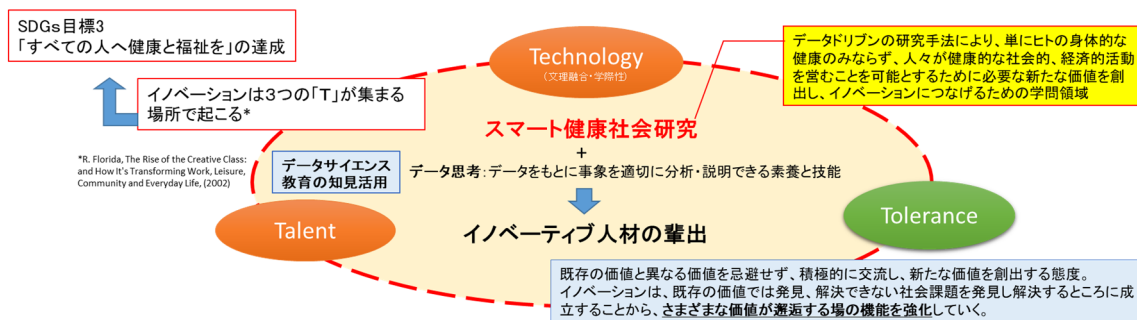 SDGs目標3
「すべての人へ健康と福祉を」の達成
イノベーションは３つの「T」が集まる
場所で起こる*
*R. Florida, The Rise of the Creative Class:
and How It's Transforming Work, Leisure,
Community and Everyday Life, (2002)
Technology
(文理融合・学際性)
データドリブンの研究手法により、単にヒトの身体的な
健康のみならず、人々が健康的な社会的、経済的活動
を営むことを可能とするために必要な新たな価値を創
出し、イノベーションにつなげるための学問領域
スマート健康社会研究
+
データサイエンス
教育の知見活用
データ思考：データをもとに事象を適切に分析・説明できる素養と技能
Talent
イノベーティブ人材の輩出
Tolerance
既存の価値と異なる価値を忌避せず、積極的に交流し、新たな価値を創出する態度。
イノベーションは、既存の価値では発見、解決できない社会課題を発見し解決するところに成
立することから、さまざまな価値が邂逅する場の機能を強化していく。